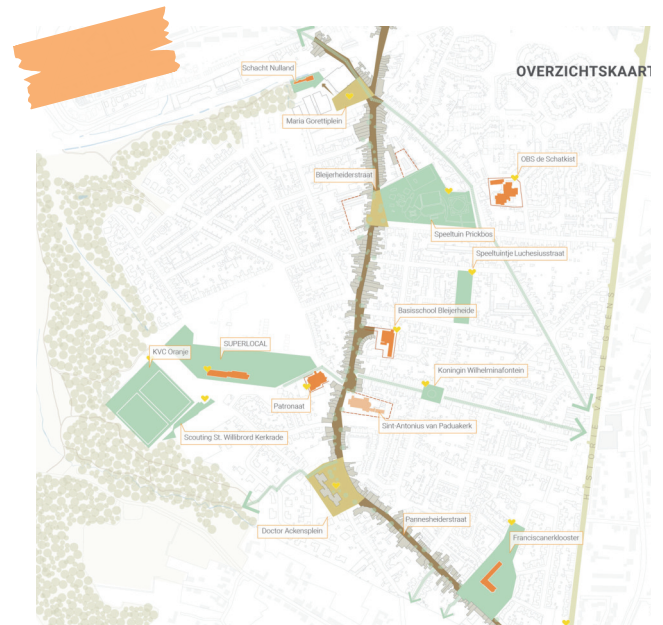 OVERZICHTSKAART
Schacht Nulland
Maria Gorettiplein
OBS de Schatkist
Bleijerheiderstraat
Speeltuin Prickbos
Speeltuintje Luchesiusstraat
Basisschool Bleijerheide
SUPERLOCAL
KVC Oranje
Koningin Wilhelminafontein
Patronaat
Sint-Antonius van Paduakerk
Scouting St. Willibrord Kerkrade
Doctor Ackensplein
Pannesheiderstraat
Franciscanerklooster